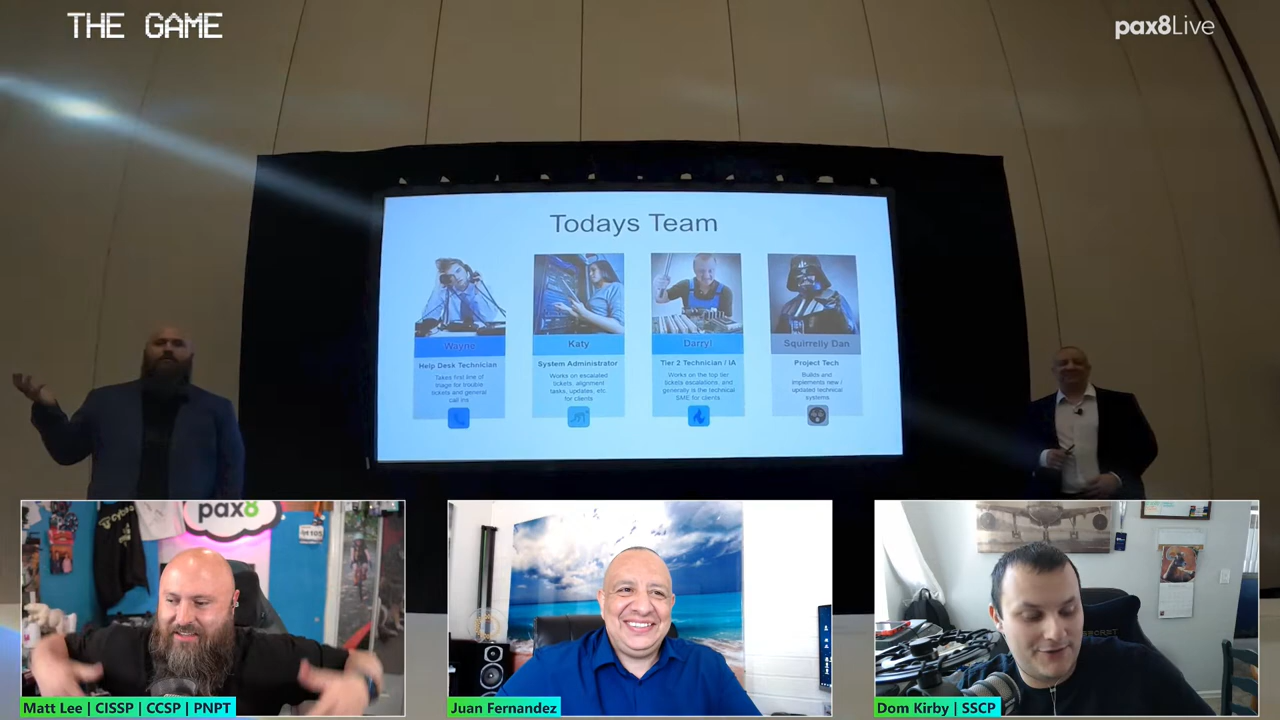 THE GAME
pax8Live
Todays Team
Wayne
Help Desk Technician
Takes first line of
triage for trouble
tickets and general
call ins
Katy
System Administrator
Works on escalated
tickets, alignment
tasks, updates, etc.
for clients
Darryl
Tier 2 Technician / IA
Works on the top tier
tickets escalations, and
generally is the technical
SME for clients
Squirrelly Dan
Project Tech
Builds and
implements new /
updated technical
systems
pax8
Matt Lee | CISSP | CCSP | PNPT
Juan Fernandez
Dom Kirby | SSCP